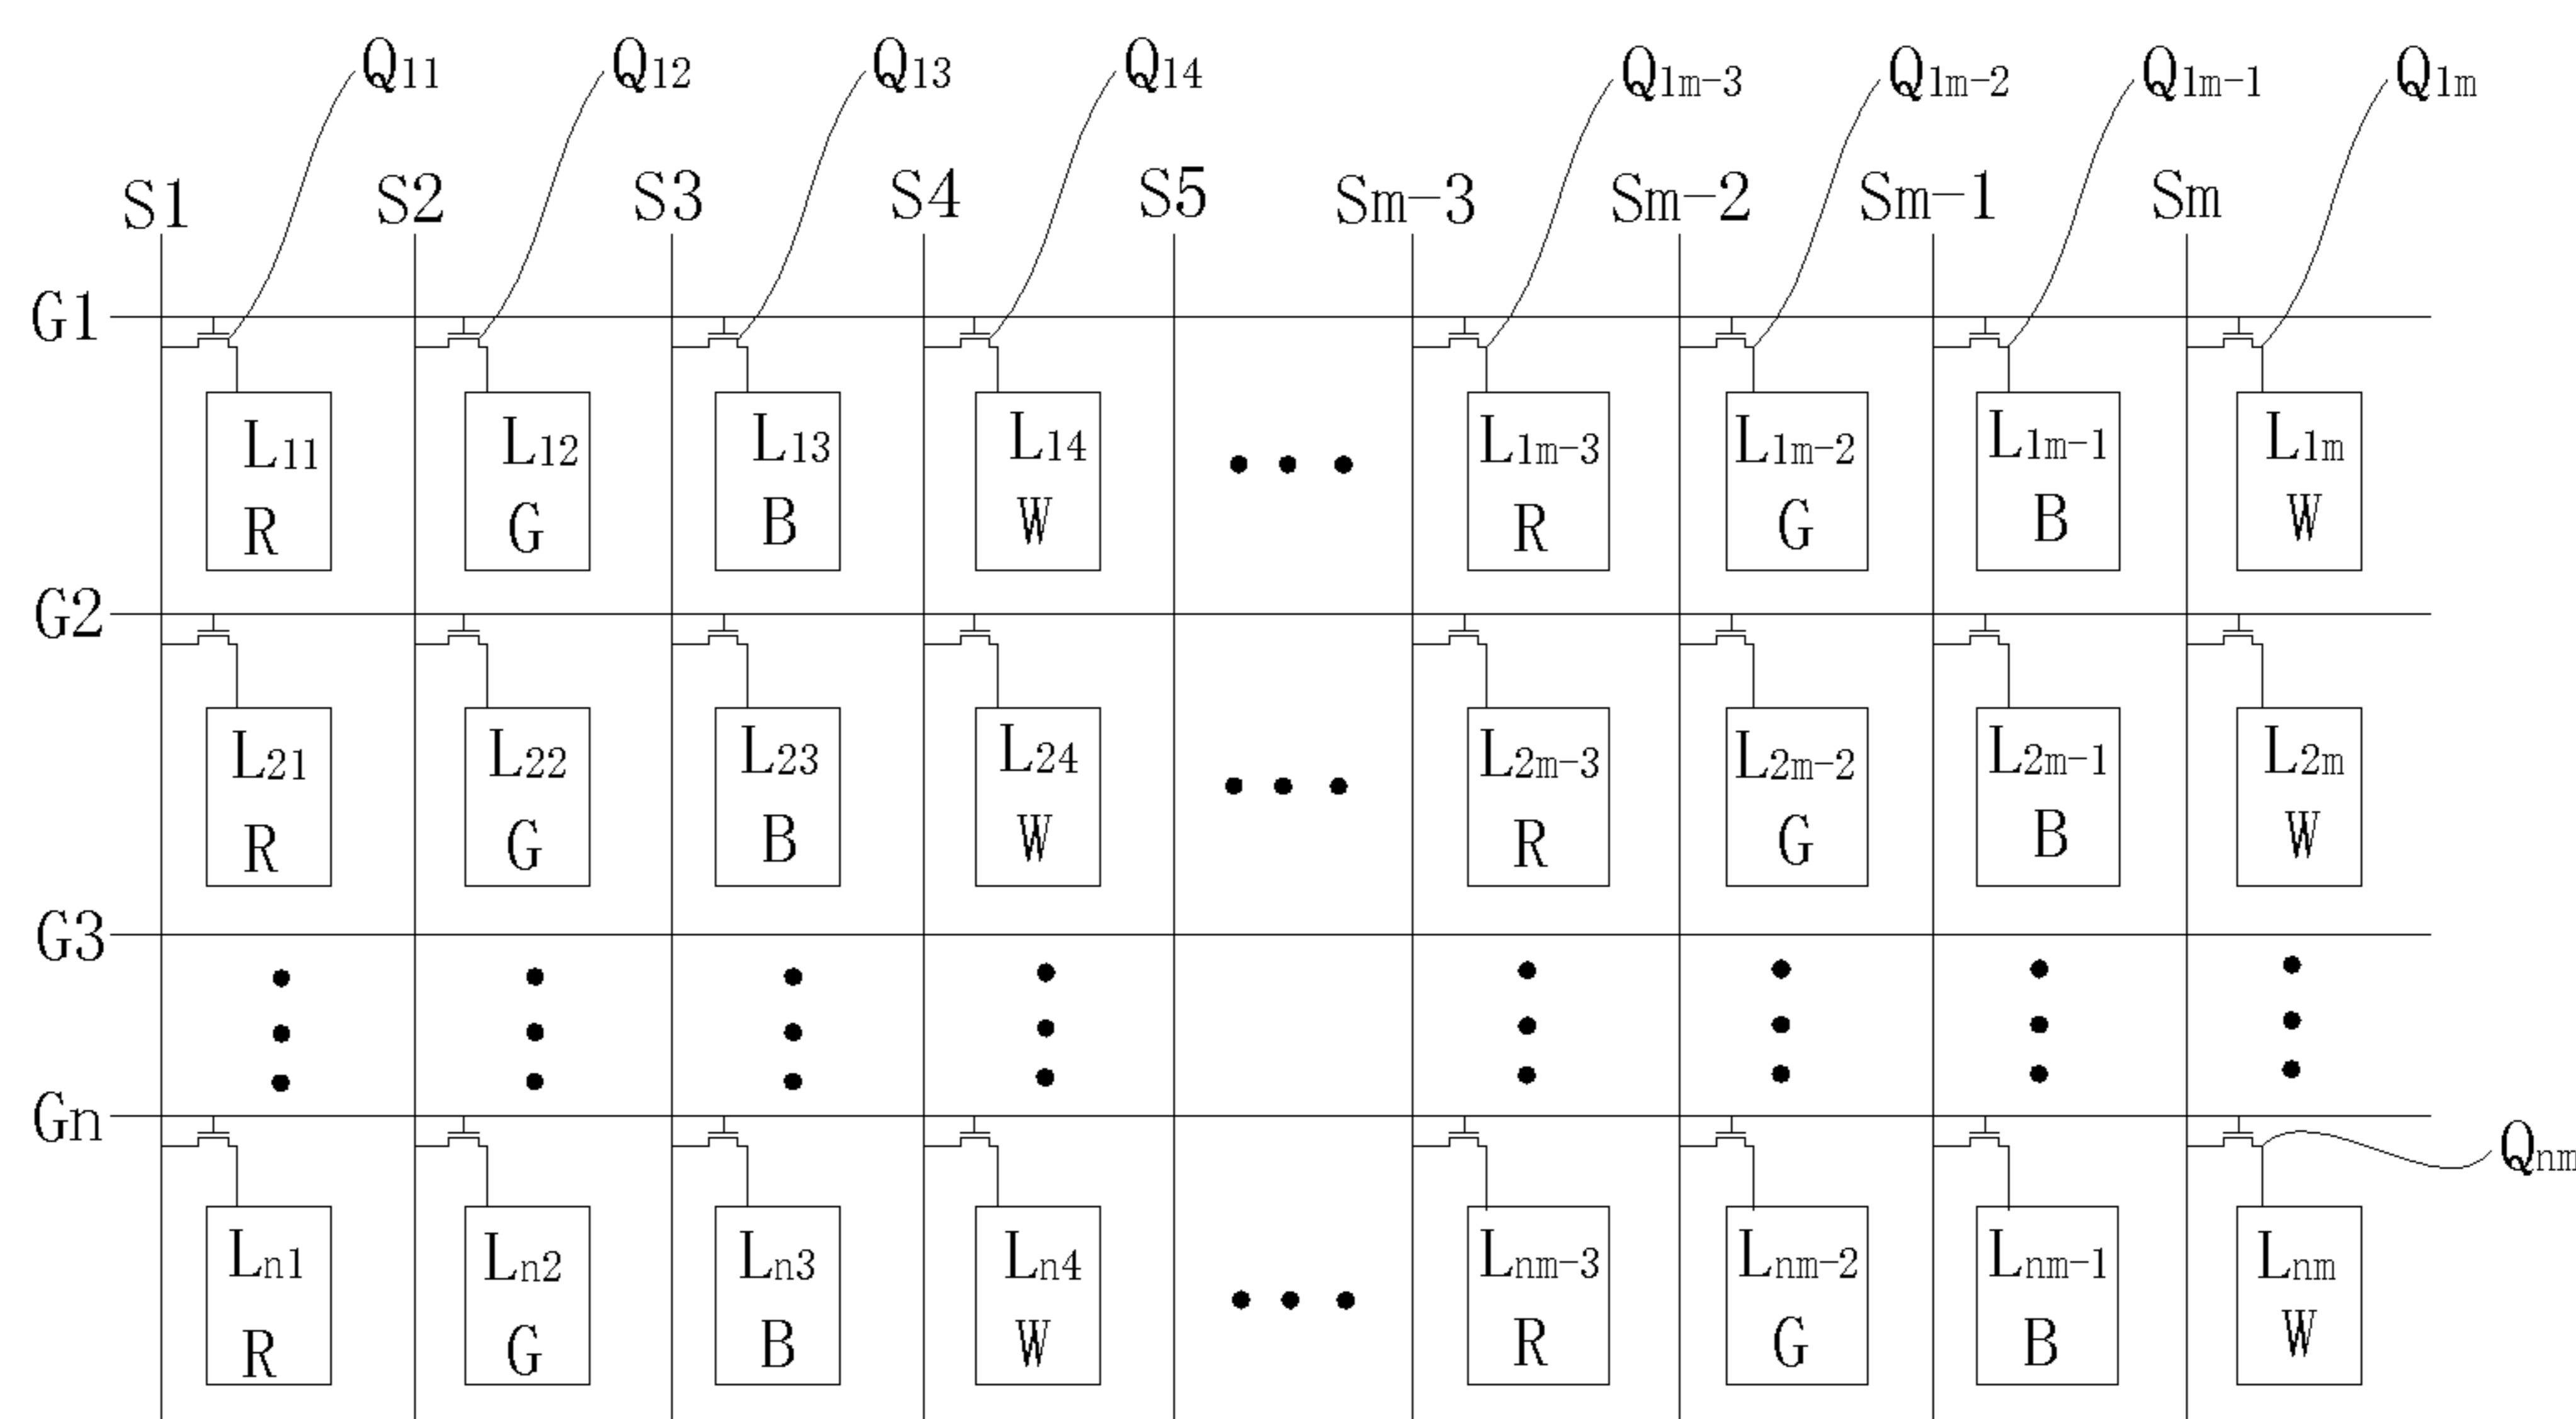 Q11 Q12 Q13 Q14 Q1m-3 Q1m-2 Q1m-1 Q1m
S1 S2 S3 S4 S5 Sm-3 Sm-2 Sm-1 Sm
G1
L11 L12 L13 L14 L1m-3 L1m-2 L1m-1 L1m
R G B W R G B W
G2
L21 L22 L23 L24 L2m-3 L2m-2 L2m-1 L2m
R G B W R G B W
G3
Gn
Qnm
Ln1 Ln2 Ln3 Ln4 Lnm-3 Lnm-2 Lnm-1 Lnm
R G B W R G B W